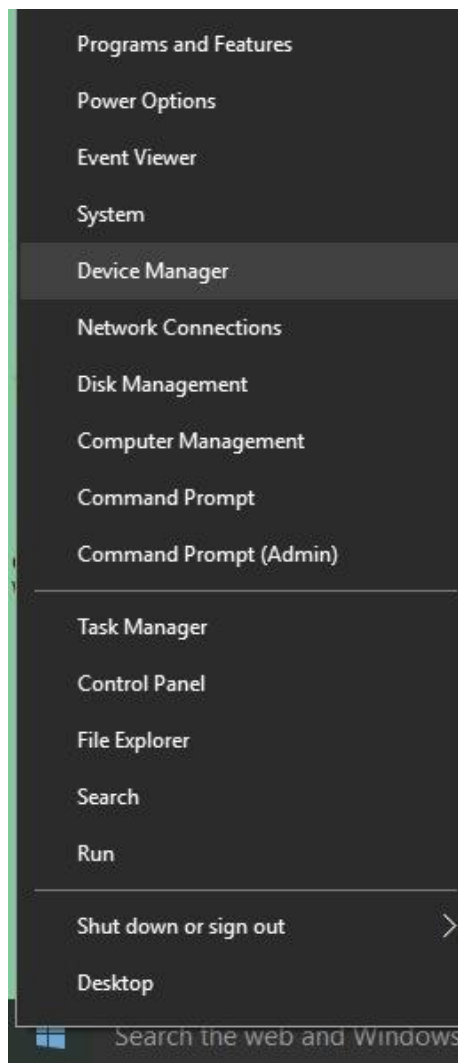 Programs and Features
Power Options
Event Viewer
System
Device Manager
Network Connections
Disk Management
Computer Management
Command Prompt
Command Prompt (Admin)
Task Manager
Control Panel
File Explorer
Search
Run
Shut down or sign out
Desktop
Search the web and Windows